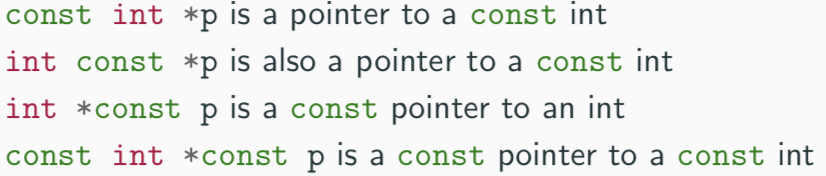 const int *p is a pointer to a const int
int const *p is also a pointer to a const int
int *const p is a const pointer to an int
const int *const p is a const pointer to a const int